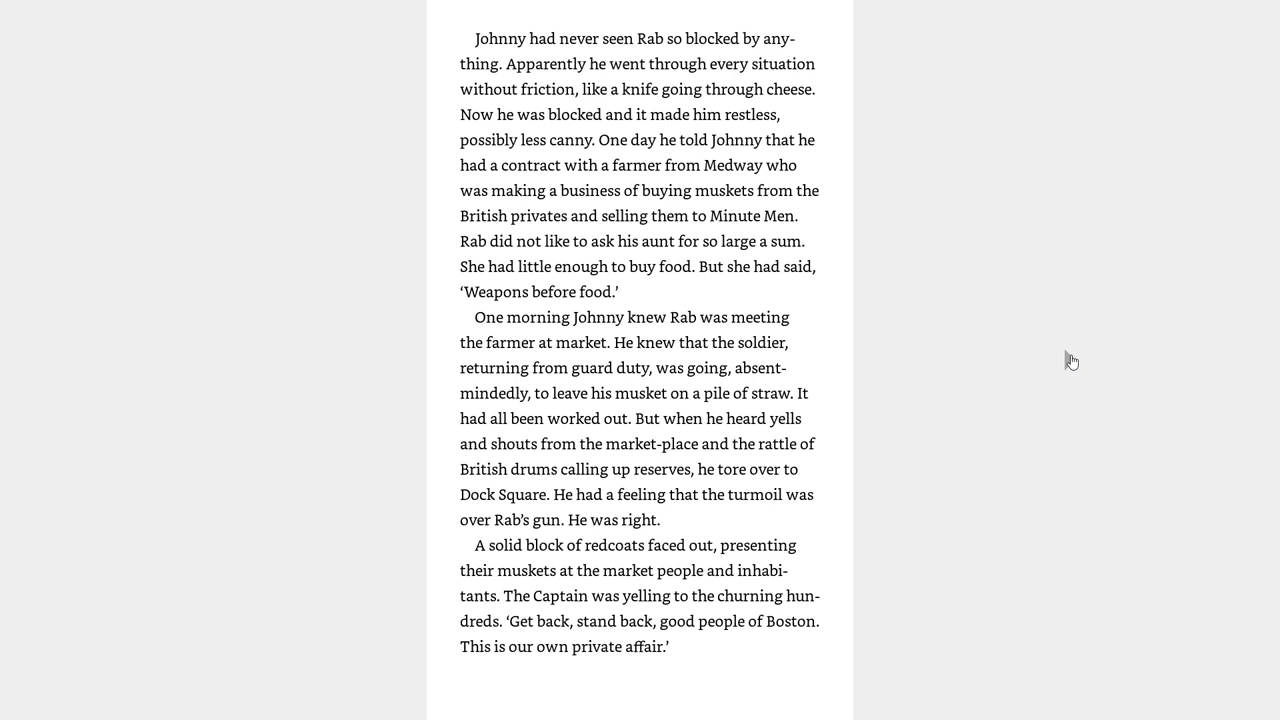 Johnny had never seen Rab so blocked by any-
thing. Apparently he went through every situation
without friction, like a knife going through cheese.
Now he was blocked and it made him restless,
possibly less canny. One day he told Johnny that he
had a contract with a farmer from Medway who
was making a business of buying muskets from the
British privates and selling them to Minute Men.
Rab did not like to ask his aunt for so large a sum.
She had little enough to buy food. But she had said,
‘Weapons before food.’
One morning Johnny knew Rab was meeting
the farmer at market. He knew that the soldier,
returning from guard duty, was going, absent-
mindedly, to leave his musket on a pile of straw. It
had all been worked out. But when he heard yells
and shouts from the market-place and the rattle of
British drums calling up reserves, he tore over to
Dock Square. He had a feeling that the turmoil was
over Rab’s gun. He was right.
A solid block of redcoats faced out, presenting
their muskets at the market people and inhabi-
tants. The Captain was yelling to the churning hun-
dreds. ‘Get back, stand back, good people of Boston.
This is our own private affair.’